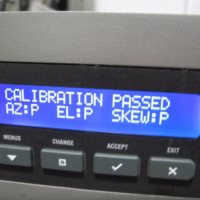 CALIBRATION PASSED
AZ:P EL:P SKEW:P
MENUS CHANGE ACCEPT EXIT